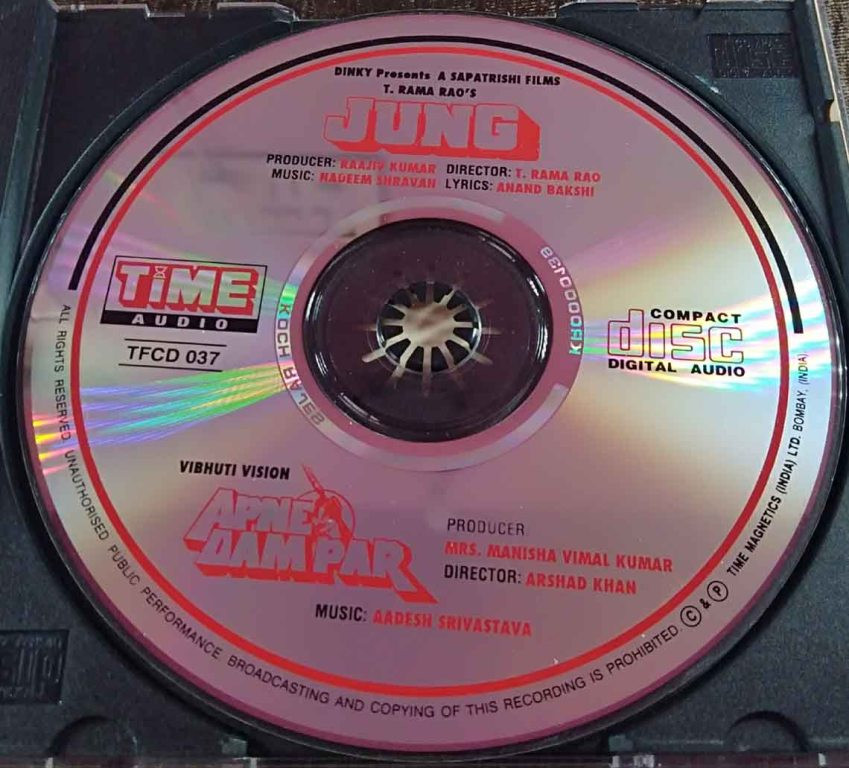 DINKY Presents A SAPATRISHI FILMS
T. RAMA RAO'S
JUNG
PRODUCER: RAAJIV KUMAR DIRECTOR: T. RAMA RAO
MUSIC: NADEEM SHRAVAN LYRICS: ANAND BAKSHI
TiME
AUDIO
TFCD 037
COMPACT
disc
DIGITAL AUDIO
VIBHUTI VISION
APNE
DAM PAR
PRODUCER
MRS. MANISHA VIMAL KUMAR
DIRECTOR: ARSHAD KHAN
MUSIC: AADESH SRIVASTAVA
ALL RIGHTS RESERVED. UNAUTHORISED PUBLIC PERFORMANCE. BROADCASTING AND COPYING OF THIS RECORDING IS PROHIBITED. © & ℗ TIME MAGNETICS (INDIA) LTD. BOMBAY. (INDIA)
KOCH